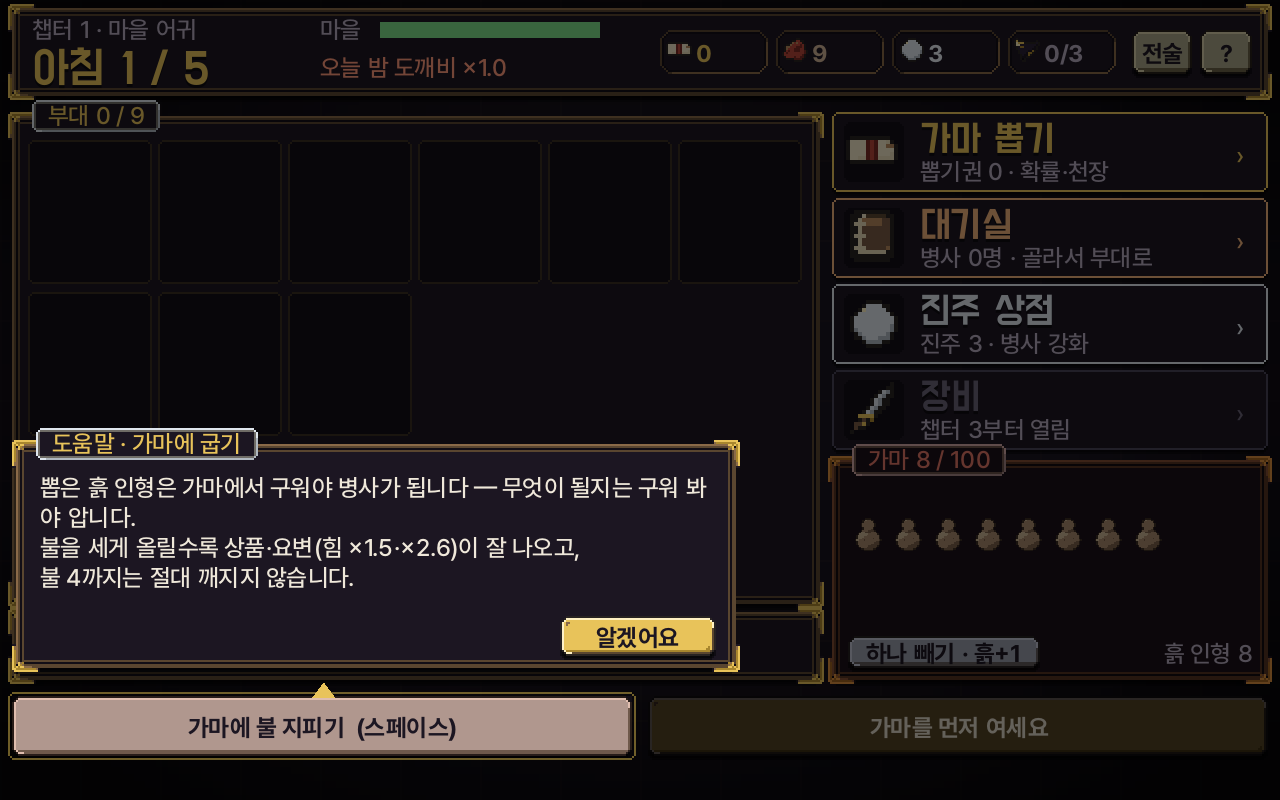 챕터 1 · 마을 어귀
아침 1 / 5
마을
오늘 밤 도깨비 ×1.0
0
9
3
0/3
전술
?
부대 0 / 9
가마 뽑기
뽑기권 0 · 확률·천장
›
대기실
병사 0명 · 골라서 부대로
›
진주 상점
진주 3 · 병사 강화
›
장비
챕터 3부터 열림
›
도움말 · 가마에 굽기
뽑은 흙 인형은 가마에서 구워야 병사가 됩니다 — 무엇이 될지는 구워 봐
야 압니다.
불을 세게 올릴수록 상품·요변(힘 ×1.5·×2.6)이 잘 나오고,
불 4까지는 절대 깨지지 않습니다.
알겠어요
가마 8 / 100
하나 빼기 · 흙+1
흙 인형 8
가마에 불 지피기 (스페이스)
가마를 먼저 여세요